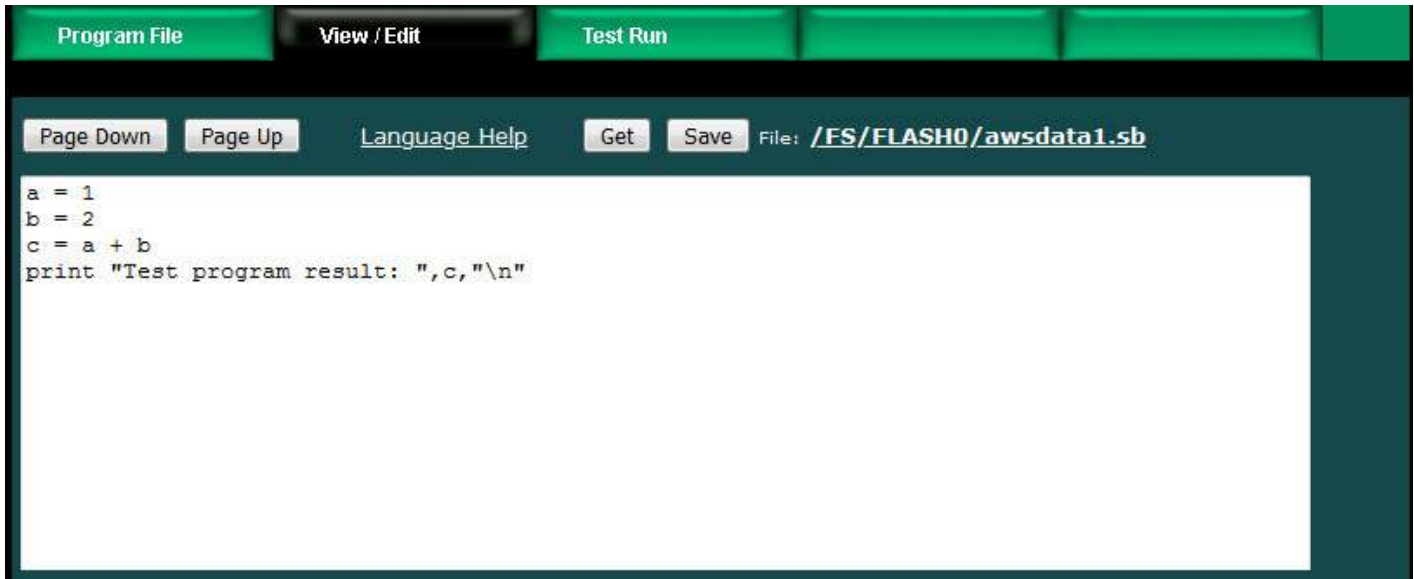 Program File View / Edit Test Run
Page Down Page Up Language Help Get Save File: /FS/FLASH0/awsdata1.sb
a = 1
b = 2
c = a + b
print "Test program result: ",c,"\n"